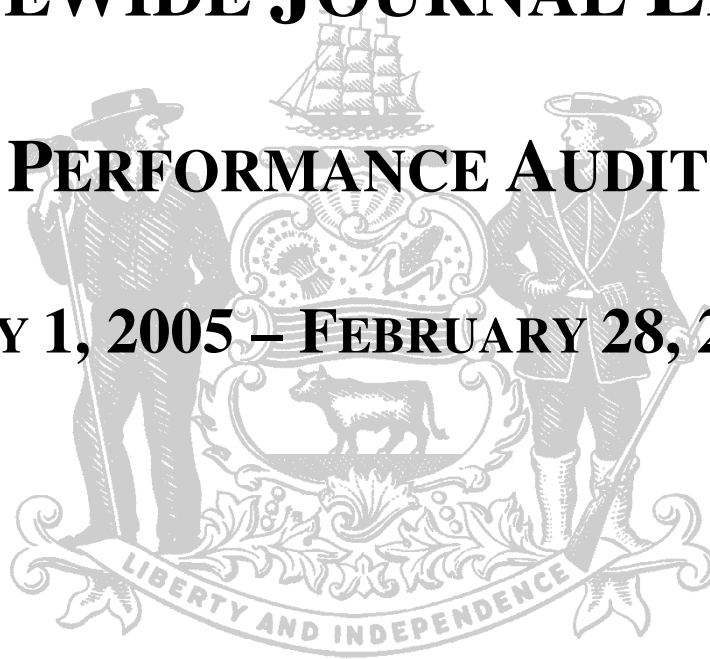 EWIDE JOURNAL E
PERFORMANCE AUDIT
Y 1, 2005 – FEBRUARY 28, 2
LIBERTY AND INDEPENDENCE